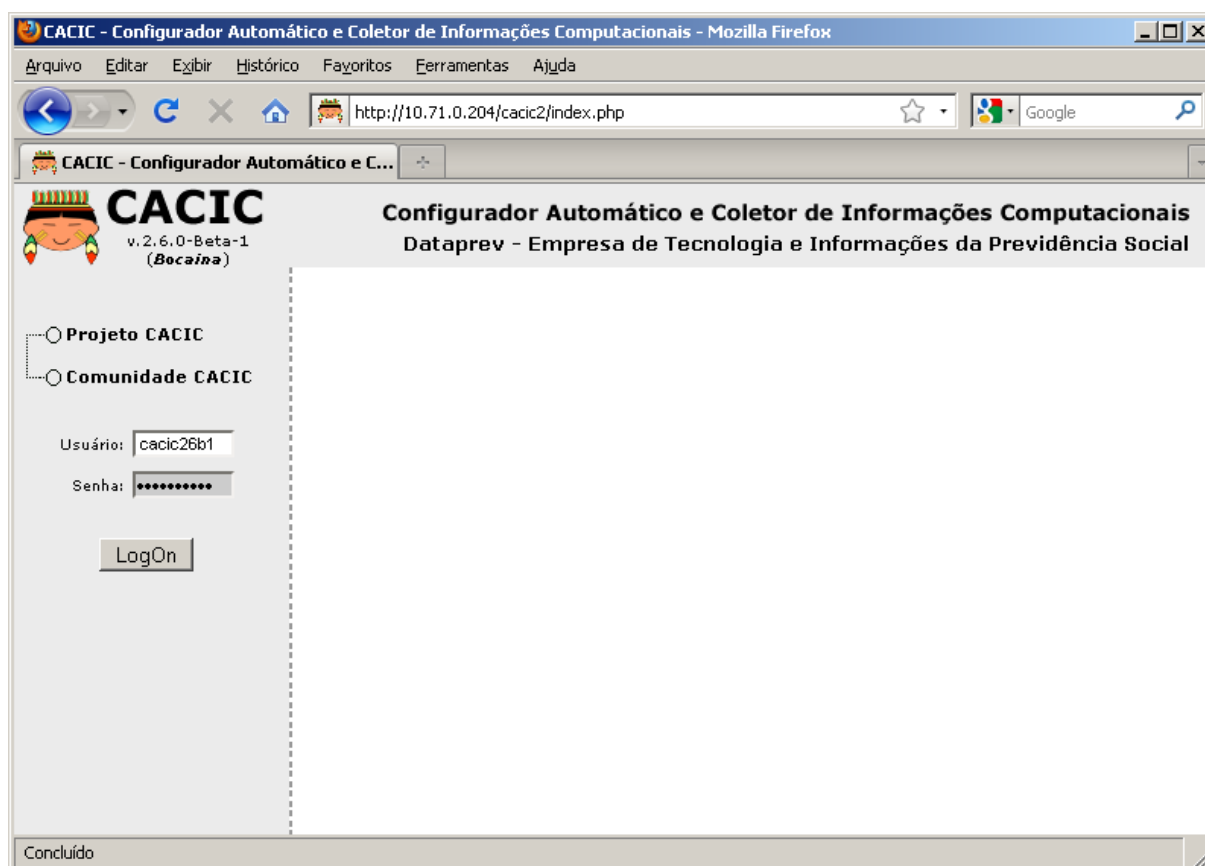 CACIC - Configurador Automático e Coletor de Informações Computacionais - Mozilla Firefox
Arquivo Editar Exibir Histórico Favoritos Ferramentas Ajuda
http://10.71.0.204/cacic2/index.php Google
CACIC - Configurador Automático e C...
CACIC
v.2.6.0-Beta-1
(Bocaina)
Configurador Automático e Coletor de Informações Computacionais
Dataprev - Empresa de Tecnologia e Informações da Previdência Social
Projeto CACIC
Comunidade CACIC
Usuário: cacic26b1
Senha: ••••••••••
LogOn
Concluído